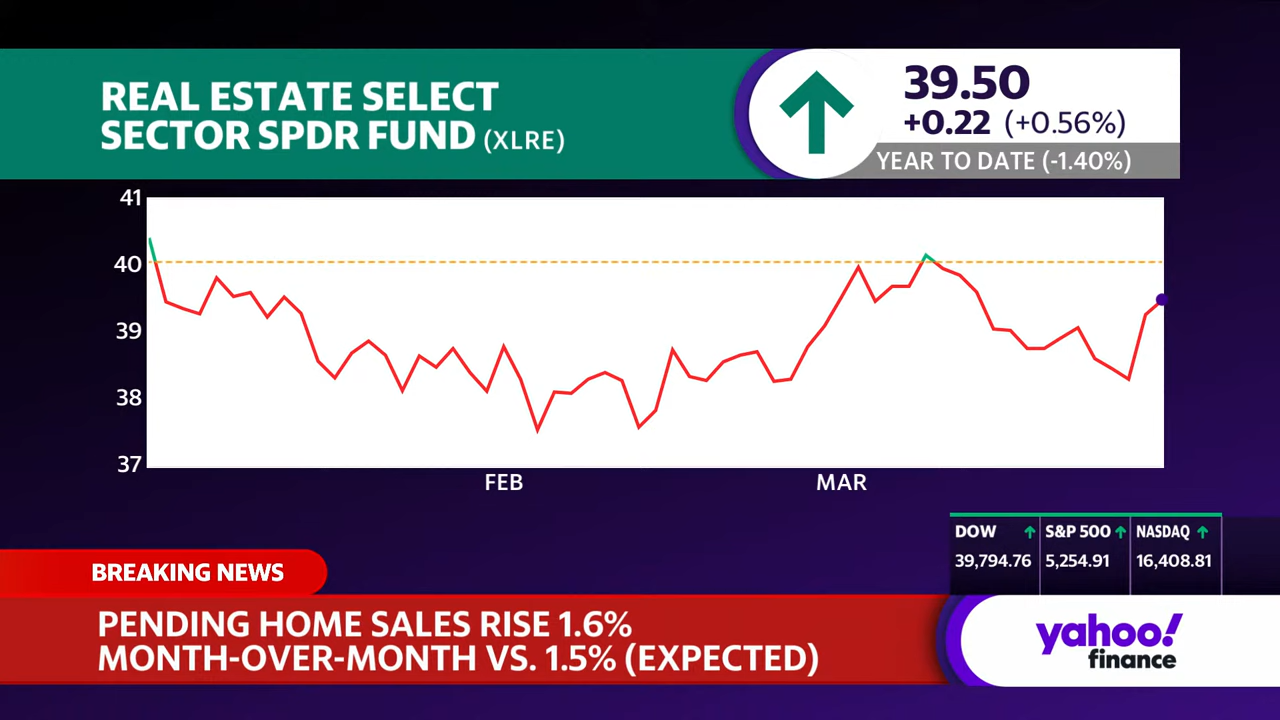 REAL ESTATE SELECT
SECTOR SPDR FUND (XLRE)
39.50
+0.22 (+0.56%)
YEAR TO DATE (-1.40%)
41
40
39
38
37
FEB
MAR
DOW
39,794.76
S&P 500
5,254.91
NASDAQ
16,408.81
BREAKING NEWS
PENDING HOME SALES RISE 1.6%
MONTH-OVER-MONTH VS. 1.5% (EXPECTED)
yahoo!
finance